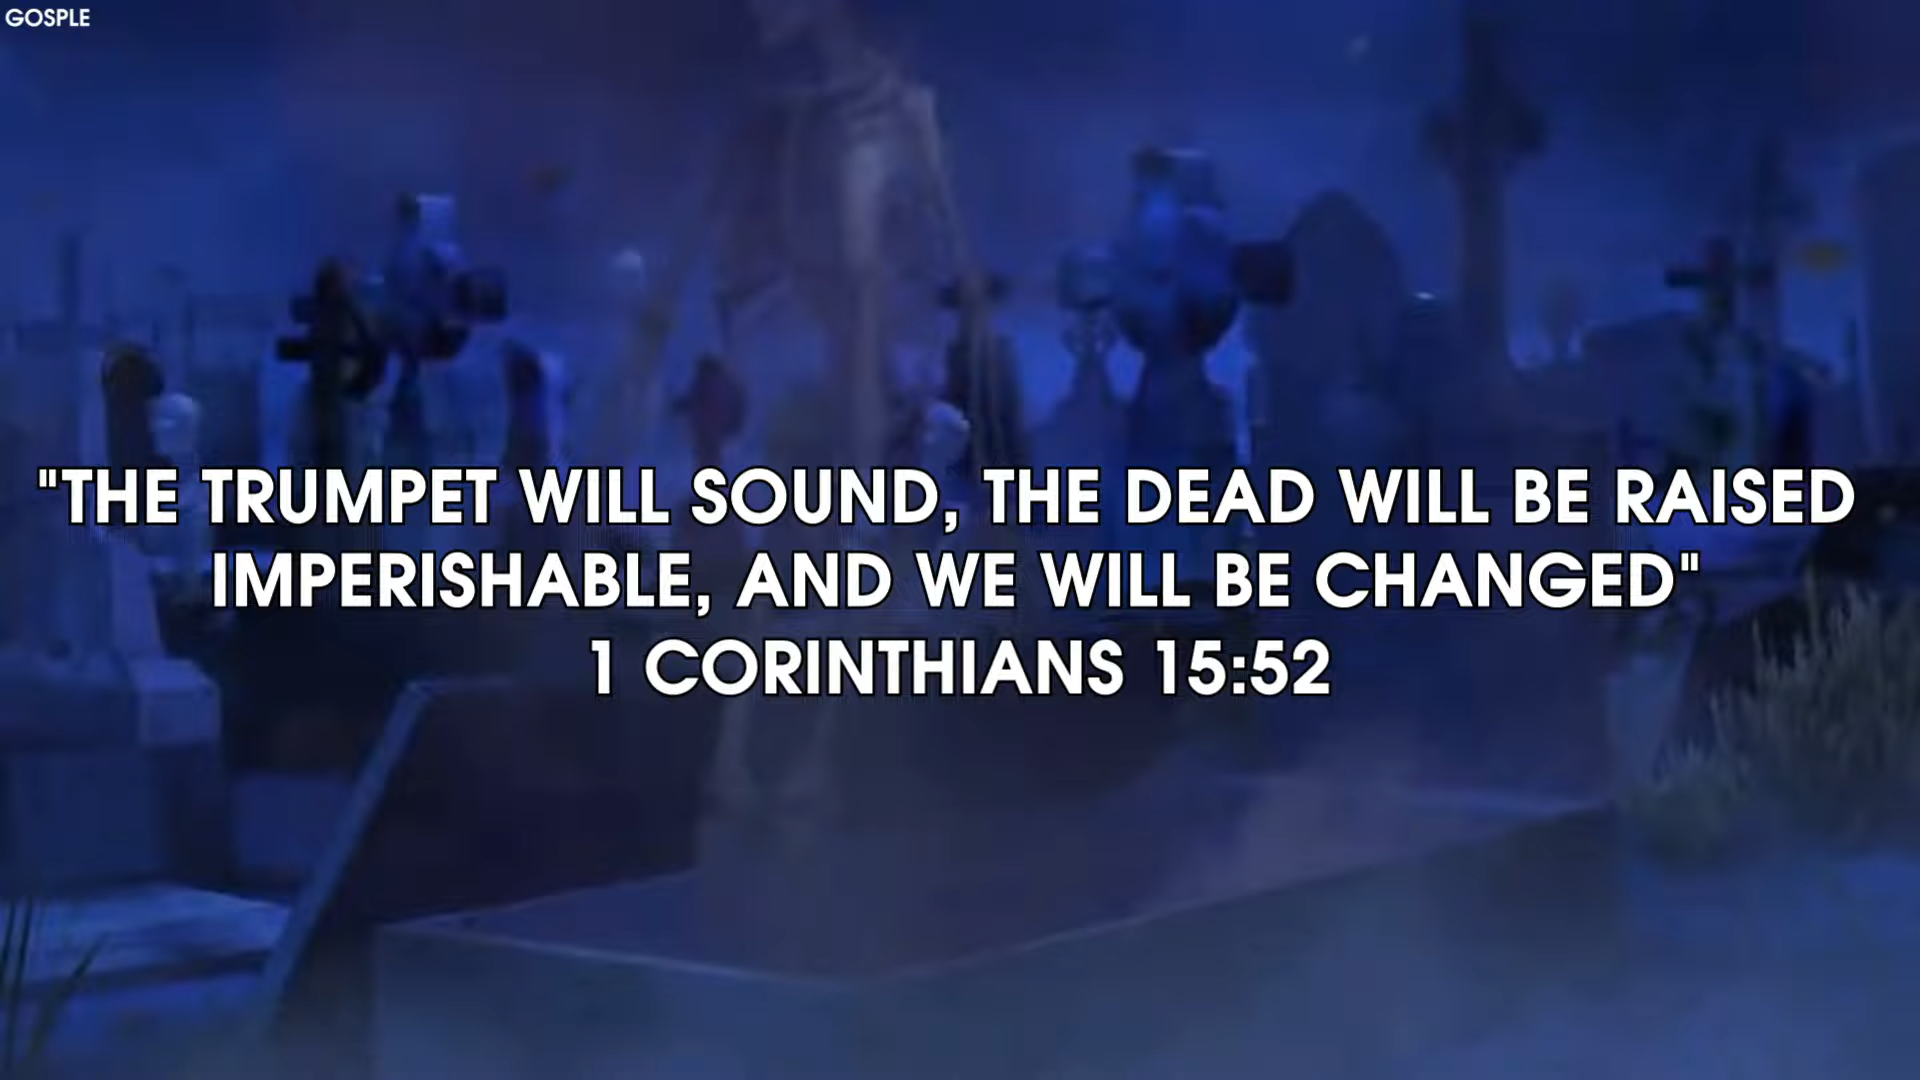 GOSPLE
"THE TRUMPET WILL SOUND, THE DEAD WILL BE RAISED
IMPERISHABLE, AND WE WILL BE CHANGED"
1 CORINTHIANS 15:52